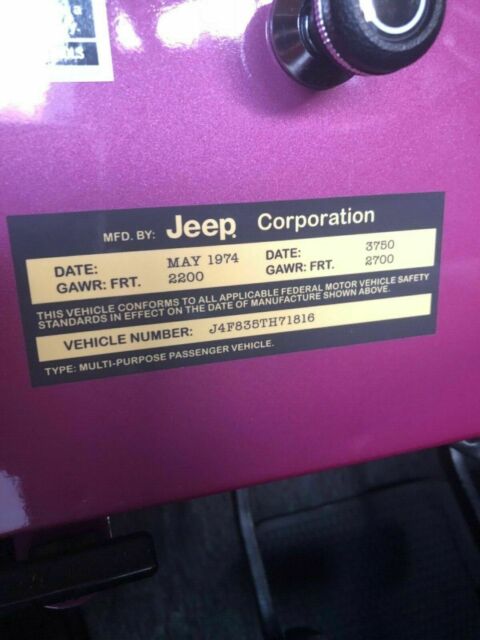 MFD. BY: Jeep Corporation
DATE: MAY 1974 DATE: 3750
GAWR: FRT. 2200 GAWR: FRT. 2700
THIS VEHICLE CONFORMS TO ALL APPLICABLE FEDERAL MOTOR VEHICLE SAFETY
STANDARDS IN EFFECT ON THE DATE OF MANUFACTURE SHOWN ABOVE.
VEHICLE NUMBER: J4F835TH71816
TYPE: MULTI-PURPOSE PASSENGER VEHICLE.